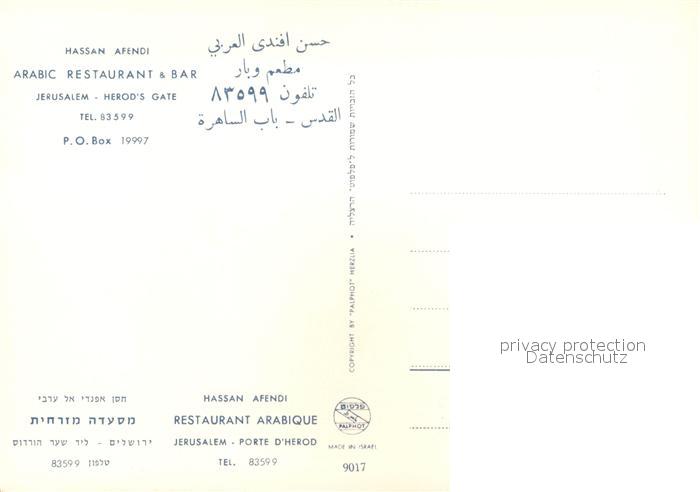 HASSAN AFENDI
ARABIC RESTAURANT & BAR
JERUSALEM - HEROD'S GATE
TEL. 83599
P.O. Box 19997
حسن افندى العربي
مطعم وبار
تلفون ٨٣٥٩٩
القدس - باب الساهرة
כל הזכויות שמורות ל"פלפוט" הרצליה • COPYRIGHT BY "PALPHOT" HERZLIA
privacy protection
Datenschutz
חסן אפנדי אל ערבי
מסעדה מזרחית
ירושלים - ליד שער הורדוס
טלפון 83599
HASSAN AFENDI
RESTAURANT ARABIQUE
JERUSALEM - PORTE D'HEROD
TEL. 83599
פלפוט
PALPHOT
MADE IN ISRAEL
9017